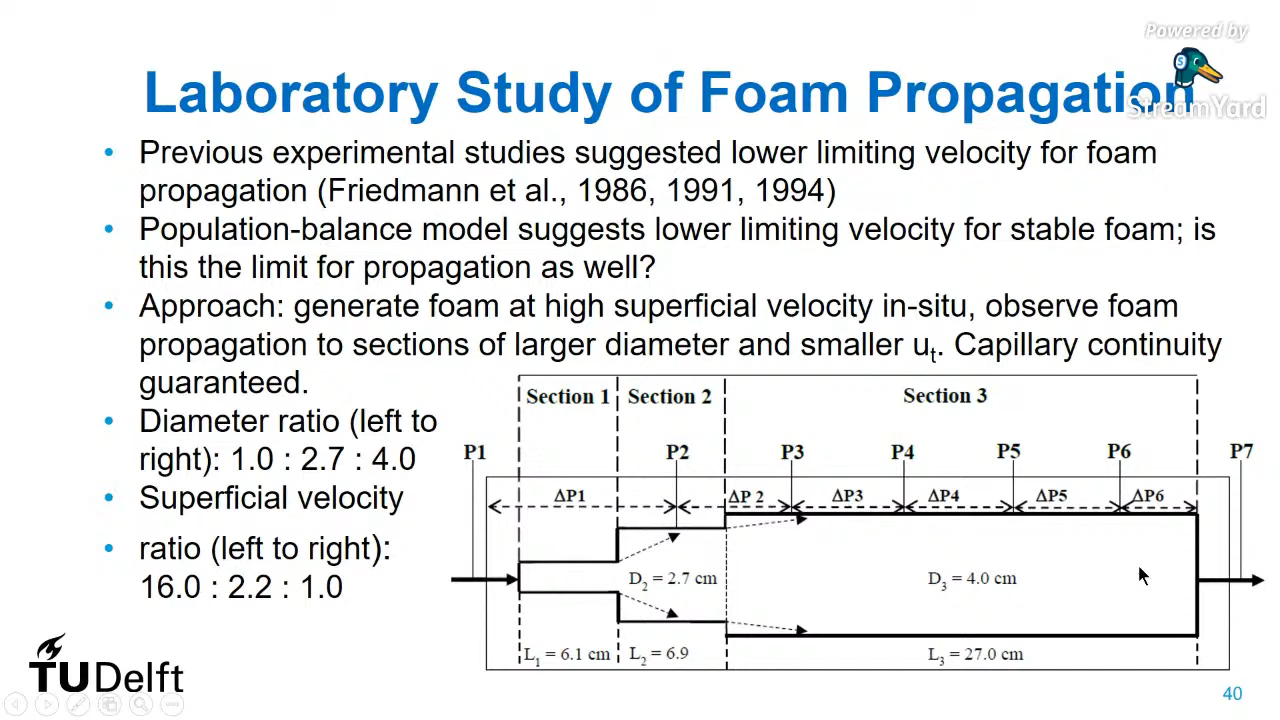 Powered by
StreamYard
Laboratory Study of Foam Propagation
• Previous experimental studies suggested lower limiting velocity for foam
propagation (Friedmann et al., 1986, 1991, 1994)
• Population-balance model suggests lower limiting velocity for stable foam; is
this the limit for propagation as well?
• Approach: generate foam at high superficial velocity in-situ, observe foam
propagation to sections of larger diameter and smaller uₜ. Capillary continuity
guaranteed.
• Diameter ratio (left to
right): 1.0 : 2.7 : 4.0
• Superficial velocity
• ratio (left to right):
16.0 : 2.2 : 1.0
Section 1 Section 2 Section 3
P1 P2 P3 P4 P5 P6 P7
ΔP1 ΔP 2 ΔP3 ΔP4 ΔP5 ΔP6
D₂ = 2.7 cm D₃ = 4.0 cm
L₁ = 6.1 cm L₂ = 6.9 L₃ = 27.0 cm
TUDelft
40